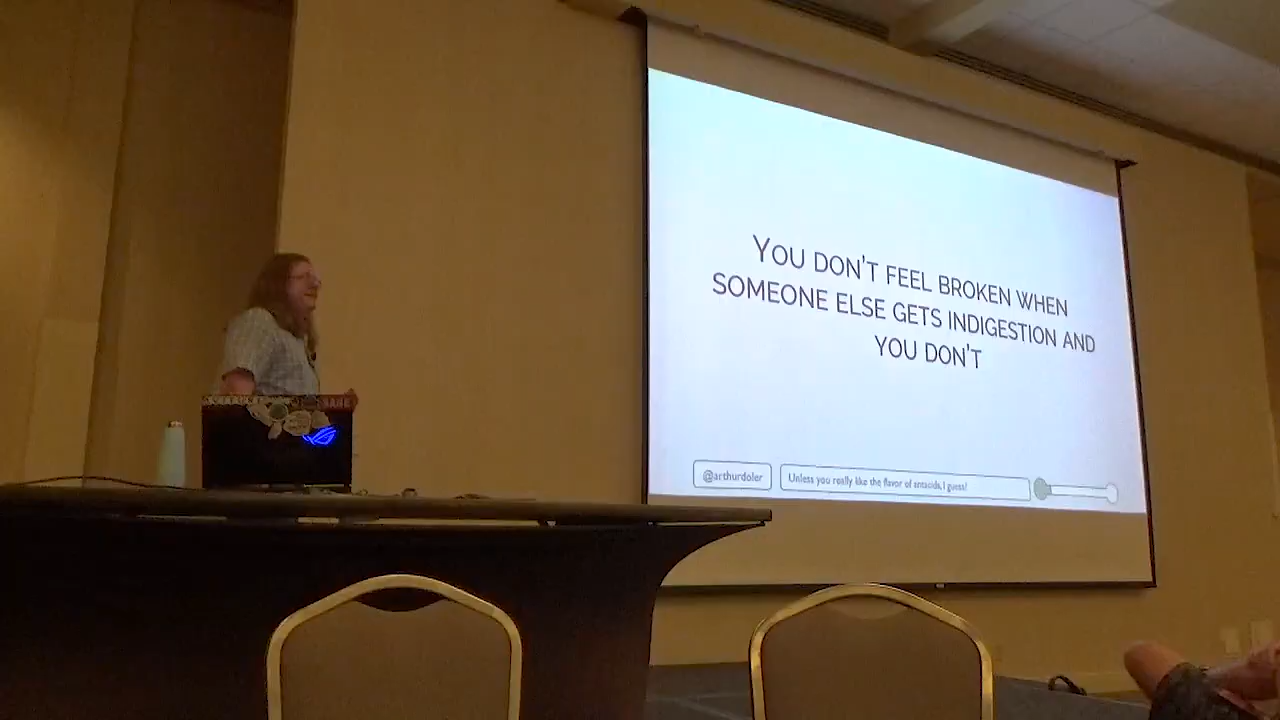 You don't feel broken when
someone else gets indigestion and
you don't
@arthurdoler
Unless you really like the flavor of antacids, I guess!